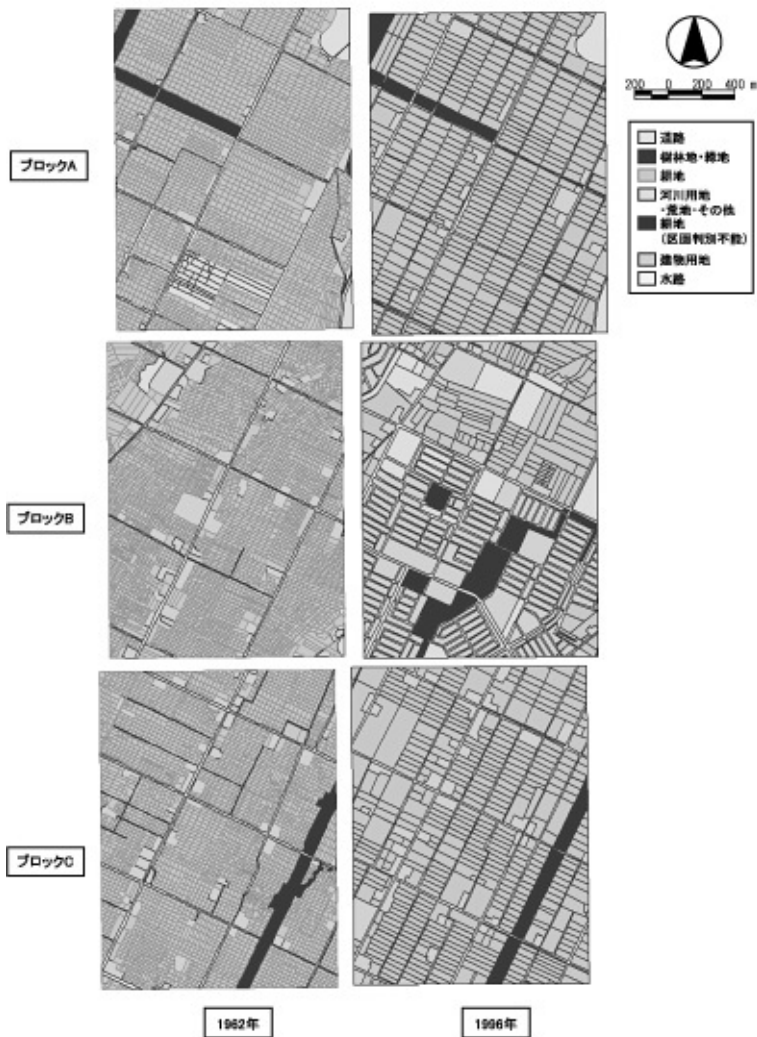 200 0 200 400 m
道路
樹林地・緑地
耕地
河川用地
・荒地・その他
耕地
(区画判別不能)
建物用地
水路
ブロックA
ブロックB
ブロックC
1962年
1996年